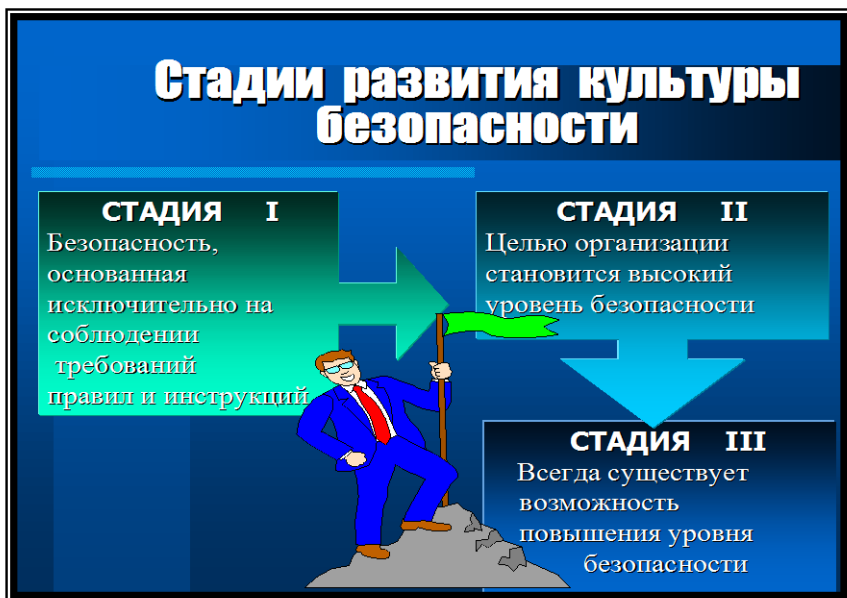 Стадии развития культуры
безопасности
СТАДИЯ I
Безопасность,
основанная
исключительно на
соблюдении
требований
правил и инструкций
СТАДИЯ II
Целью организации
становится высокий
уровень безопасности
СТАДИЯ III
Всегда существует
возможность
повышения уровня
безопасности